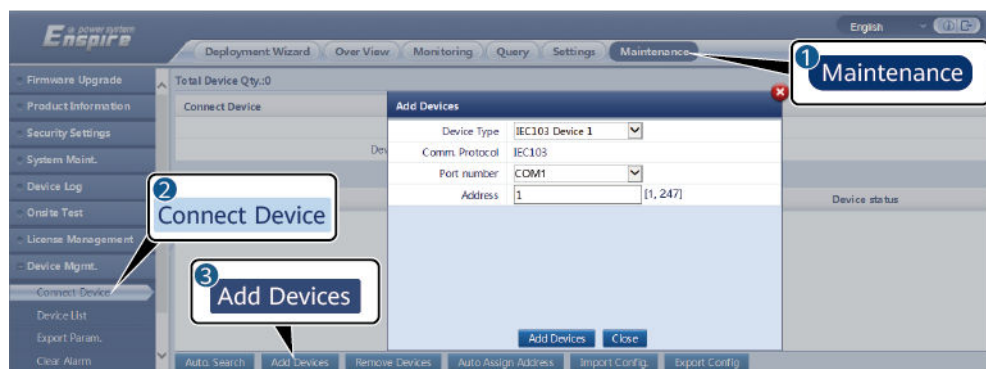 e power system
Enspire
English
Deployment Wizard
Over View
Monitoring
Query
Settings
Maintenance
1
Maintenance
Firmware Upgrade
Product Information
Security Settings
System Maint.
Device Log
Onsite Test
License Management
Device Mgmt.
Connect Device
Device List
Export Param.
Clear Alarm
2
Connect Device
Total Device Qty.:0
Connect Device
Dev
Device status
Add Devices
Device Type IEC103 Device 1
Comm. Protocol IEC103
Port number COM1
Address 1 [1, 247]
Add Devices Close
3
Add Devices
Auto. Search
Add Devices
Remove Devices
Auto Assign Address
Import Config.
Export Config